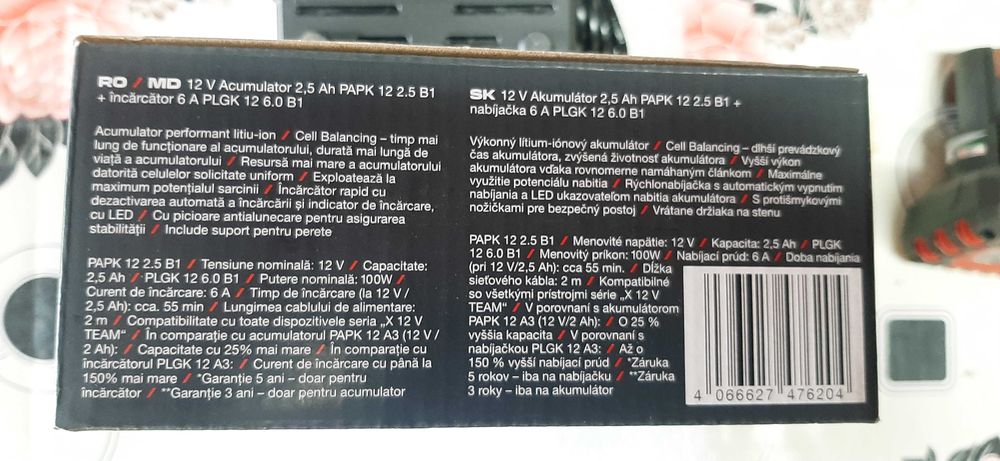 RO / MD 12 V Acumulator 2,5 Ah PAPK 12 2.5 B1
+ încărcător 6 A PLGK 12 6.0 B1
Acumulator performant litiu-ion / Cell Balancing – timp mai
lung de funcționare al acumulatorului, durată mai lungă de
viață a acumulatorului / Resursă mai mare a acumulatorului
datorită celulelor solicitate uniform / Exploatează la
maximum potențialul sarcinii / Încărcător rapid cu
dezactivarea automată a încărcării și indicator de încărcare,
cu LED / Cu picioare antialunecare pentru asigurarea
stabilității / Include suport pentru perete
PAPK 12 2.5 B1 / Tensiune nominală: 12 V / Capacitate:
2,5 Ah / PLGK 12 6.0 B1 / Putere nominală: 100W /
Curent de încărcare: 6 A / Timp de încărcare (la 12 V /
2,5 Ah): cca. 55 min / Lungimea cablului de alimentare:
2 m / Compatibilitate cu toate dispozitivele seria „X 12 V
TEAM“ / În comparație cu acumulatorul PAPK 12 A3 (12 V /
2 Ah): / Capacitate cu 25% mai mare / În comparație cu
încărcătorul PLGK 12 A3: / Curent de încărcare cu până la
150% mai mare / *Garanție 5 ani – doar pentru
încărcător / **Garanție 3 ani – doar pentru acumulator
SK 12 V Akumulátor 2,5 Ah PAPK 12 2.5 B1 +
nabíjačka 6 A PLGK 12 6.0 B1
Výkonný lítium-iónový akumulátor / Cell Balancing – dlhší prevádzkový
čas akumulátora, zvýšená životnosť akumulátora / Vyšší výkon
akumulátora vďaka rovnomerne namáhaným článkom / Maximálne
využitie potenciálu nabitia / Rýchlonabíjačka s automatickým vypnutím
nabíjania a LED ukazovateľom nabitia akumulátora / S protišmykovými
nožičkami pre bezpečný postoj / Vrátane držiaka na stenu
PAPK 12 2.5 B1 / Menovité napätie: 12 V / Kapacita: 2,5 Ah / PLGK
12 6.0 B1 / Menovitý príkon: 100W / Nabíjací prúd: 6 A / Doba nabíjania
(pri 12 V/2,5 Ah): cca 55 min. / Dĺžka
sieťového kábla: 2 m / Kompatibilné
so všetkými prístrojmi série „X 12 V
TEAM“ / V porovnaní s akumulátorom
PAPK 12 A3 (12 V/2 Ah): / O 25 %
vyššia kapacita / V porovnaní s
nabíjačkou PLGK 12 A3: / Až o
150 % vyšší nabíjací prúd / *Záruka
5 rokov – iba na nabíjačku / **Záruka
3 roky – iba na akumulátor
4 066627 476204